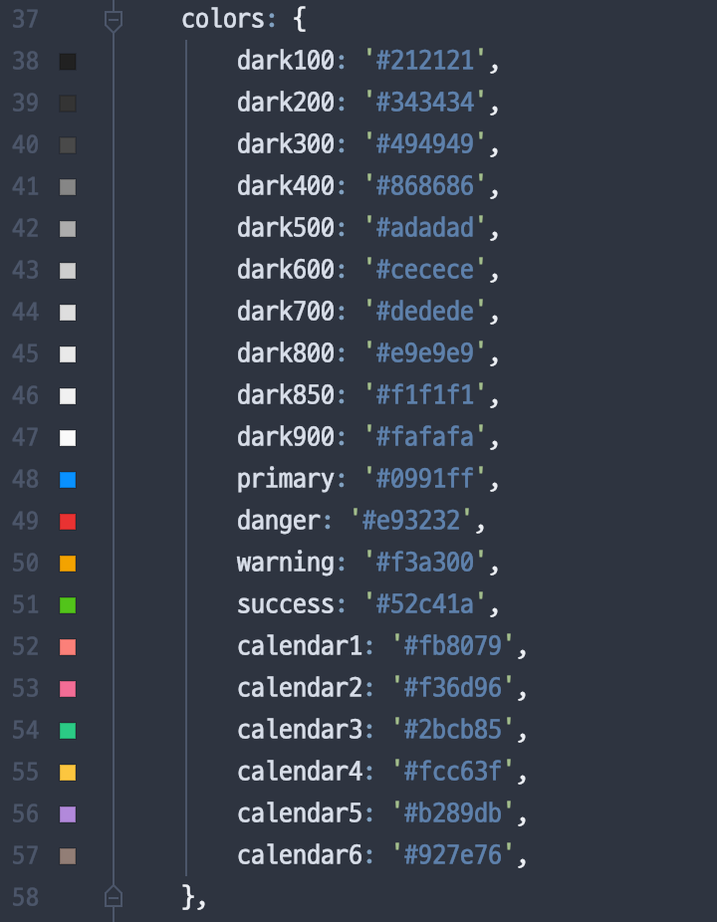 37 colors: {
38 dark100: '#212121',
39 dark200: '#343434',
40 dark300: '#494949',
41 dark400: '#868686',
42 dark500: '#adadad',
43 dark600: '#cecece',
44 dark700: '#dedede',
45 dark800: '#e9e9e9',
46 dark850: '#f1f1f1',
47 dark900: '#fafafa',
48 primary: '#0991ff',
49 danger: '#e93232',
50 warning: '#f3a300',
51 success: '#52c41a',
52 calendar1: '#fb8079',
53 calendar2: '#f36d96',
54 calendar3: '#2bcb85',
55 calendar4: '#fcc63f',
56 calendar5: '#b289db',
57 calendar6: '#927e76',
58 },